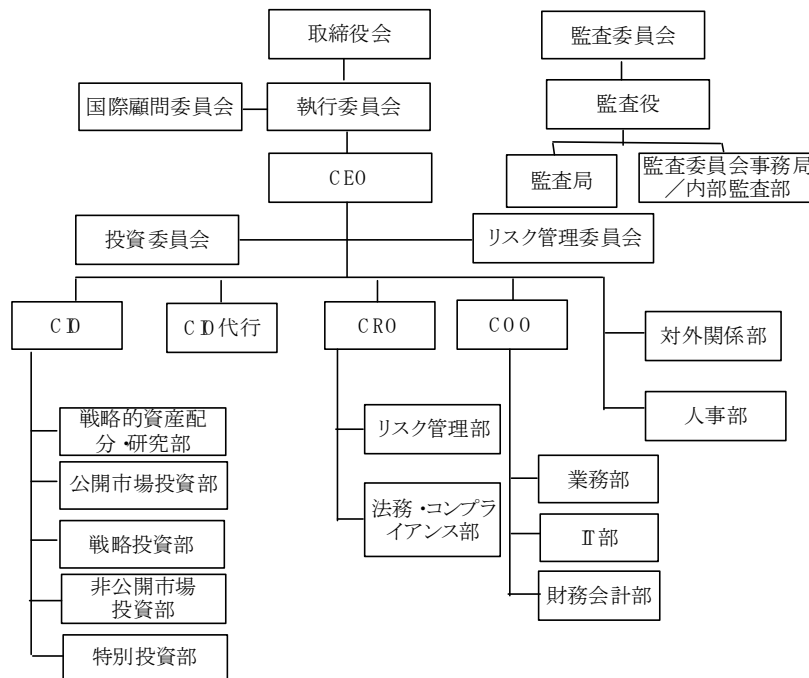 取締役会
監査委員会
国際顧問委員会
執行委員会
監査役
CEO
監査局
監査委員会事務局
／内部監査部
投資委員会
リスク管理委員会
CIO
CIO代行
CRO
COO
対外関係部
人事部
戦略的資産配
分・研究部
リスク管理部
公開市場投資部
業務部
法務・コンプラ
イアンス部
戦略投資部
IT部
非公開市場
投資部
財務会計部
特別投資部